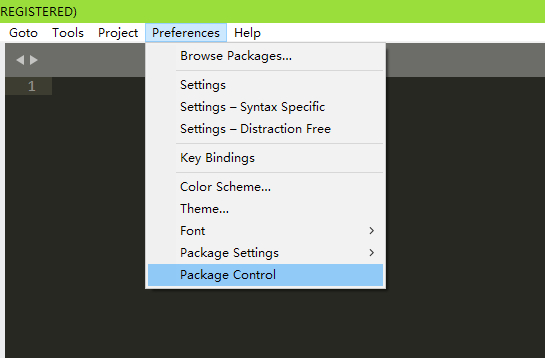 REGISTERED)
Goto Tools Project Preferences Help
Browse Packages...
1
Settings
Settings – Syntax Specific
Settings – Distraction Free
Key Bindings
Color Scheme...
Theme...
Font
Package Settings
Package Control